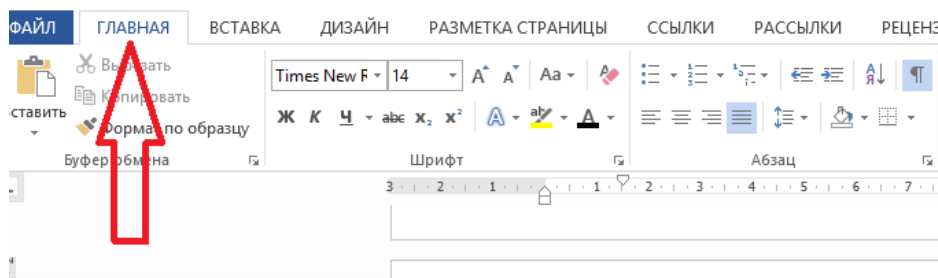 ФАЙЛ ГЛАВНАЯ ВСТАВКА ДИЗАЙН РАЗМЕТКА СТРАНИЦЫ ССЫЛКИ РАССЫЛКИ РЕЦЕНЗ
Вырезать
Times New R 14 Aa
Копировать
ставить
Ж К Ч abc x₂ x² A aby A
Формат по образцу
Буфер обмена Шрифт Абзац
3 2 1 1 2 3 4 5 6 7